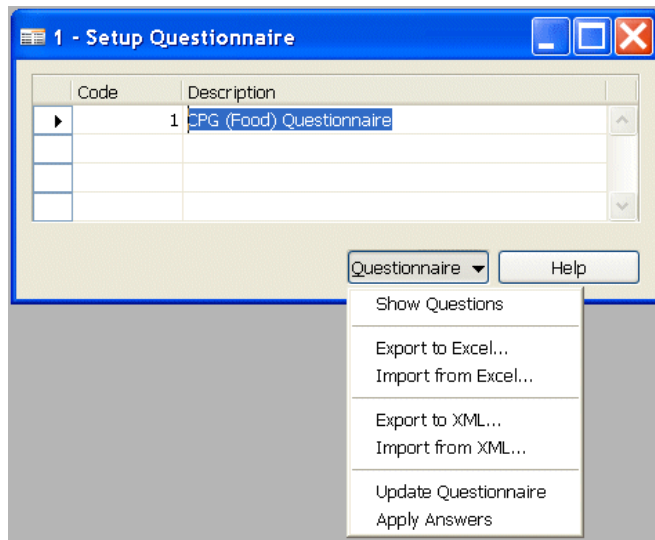 1 - Setup Questionnaire
Code Description
1 CPG (Food) Questionnaire
Questionnaire Help
Show Questions
Export to Excel...
Import from Excel...
Export to XML...
Import from XML...
Update Questionnaire
Apply Answers